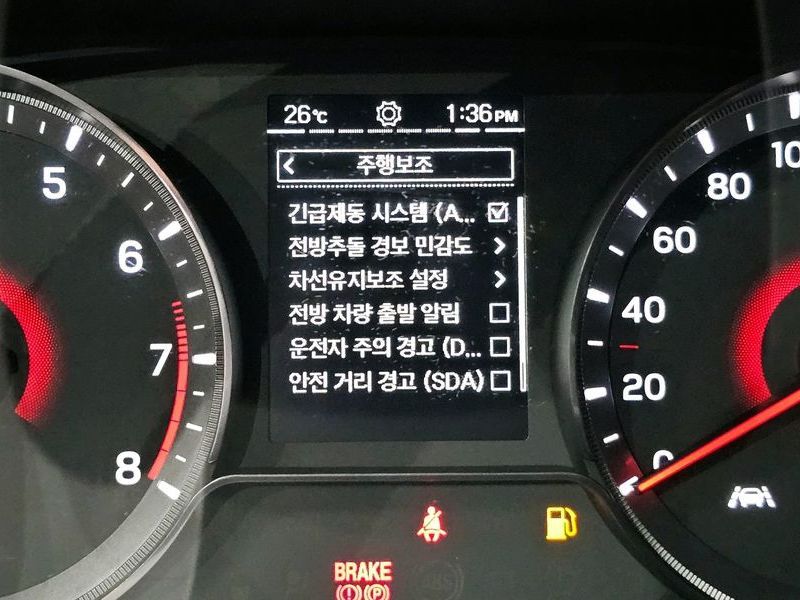 26℃ 1:36PM
주행보조
긴급제동 시스템 (A...
전방추돌 경보 민감도
차선유지보조 설정
전방 차량 출발 알림
운전자 주의 경고 (D...
안전 거리 경고 (SDA)
5
6
7
8
10
80
60
40
20
0
BRAKE
(!) (P)
ABS